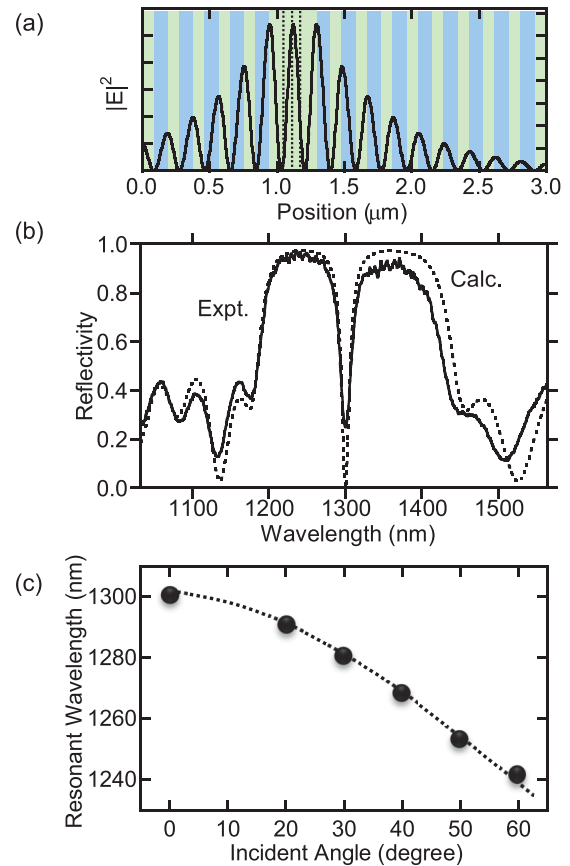 (a)
|E|²
0.0 0.5 1.0 1.5 2.0 2.5 3.0
Position (μm)
(b)
1.0
0.8
0.6
0.4
0.2
0.0
Reflectivity
Expt.
Calc.
1100 1200 1300 1400 1500
Wavelength (nm)
(c)
1300
1280
1260
1240
Resonant Wavelength (nm)
0 10 20 30 40 50 60
Incident Angle (degree)